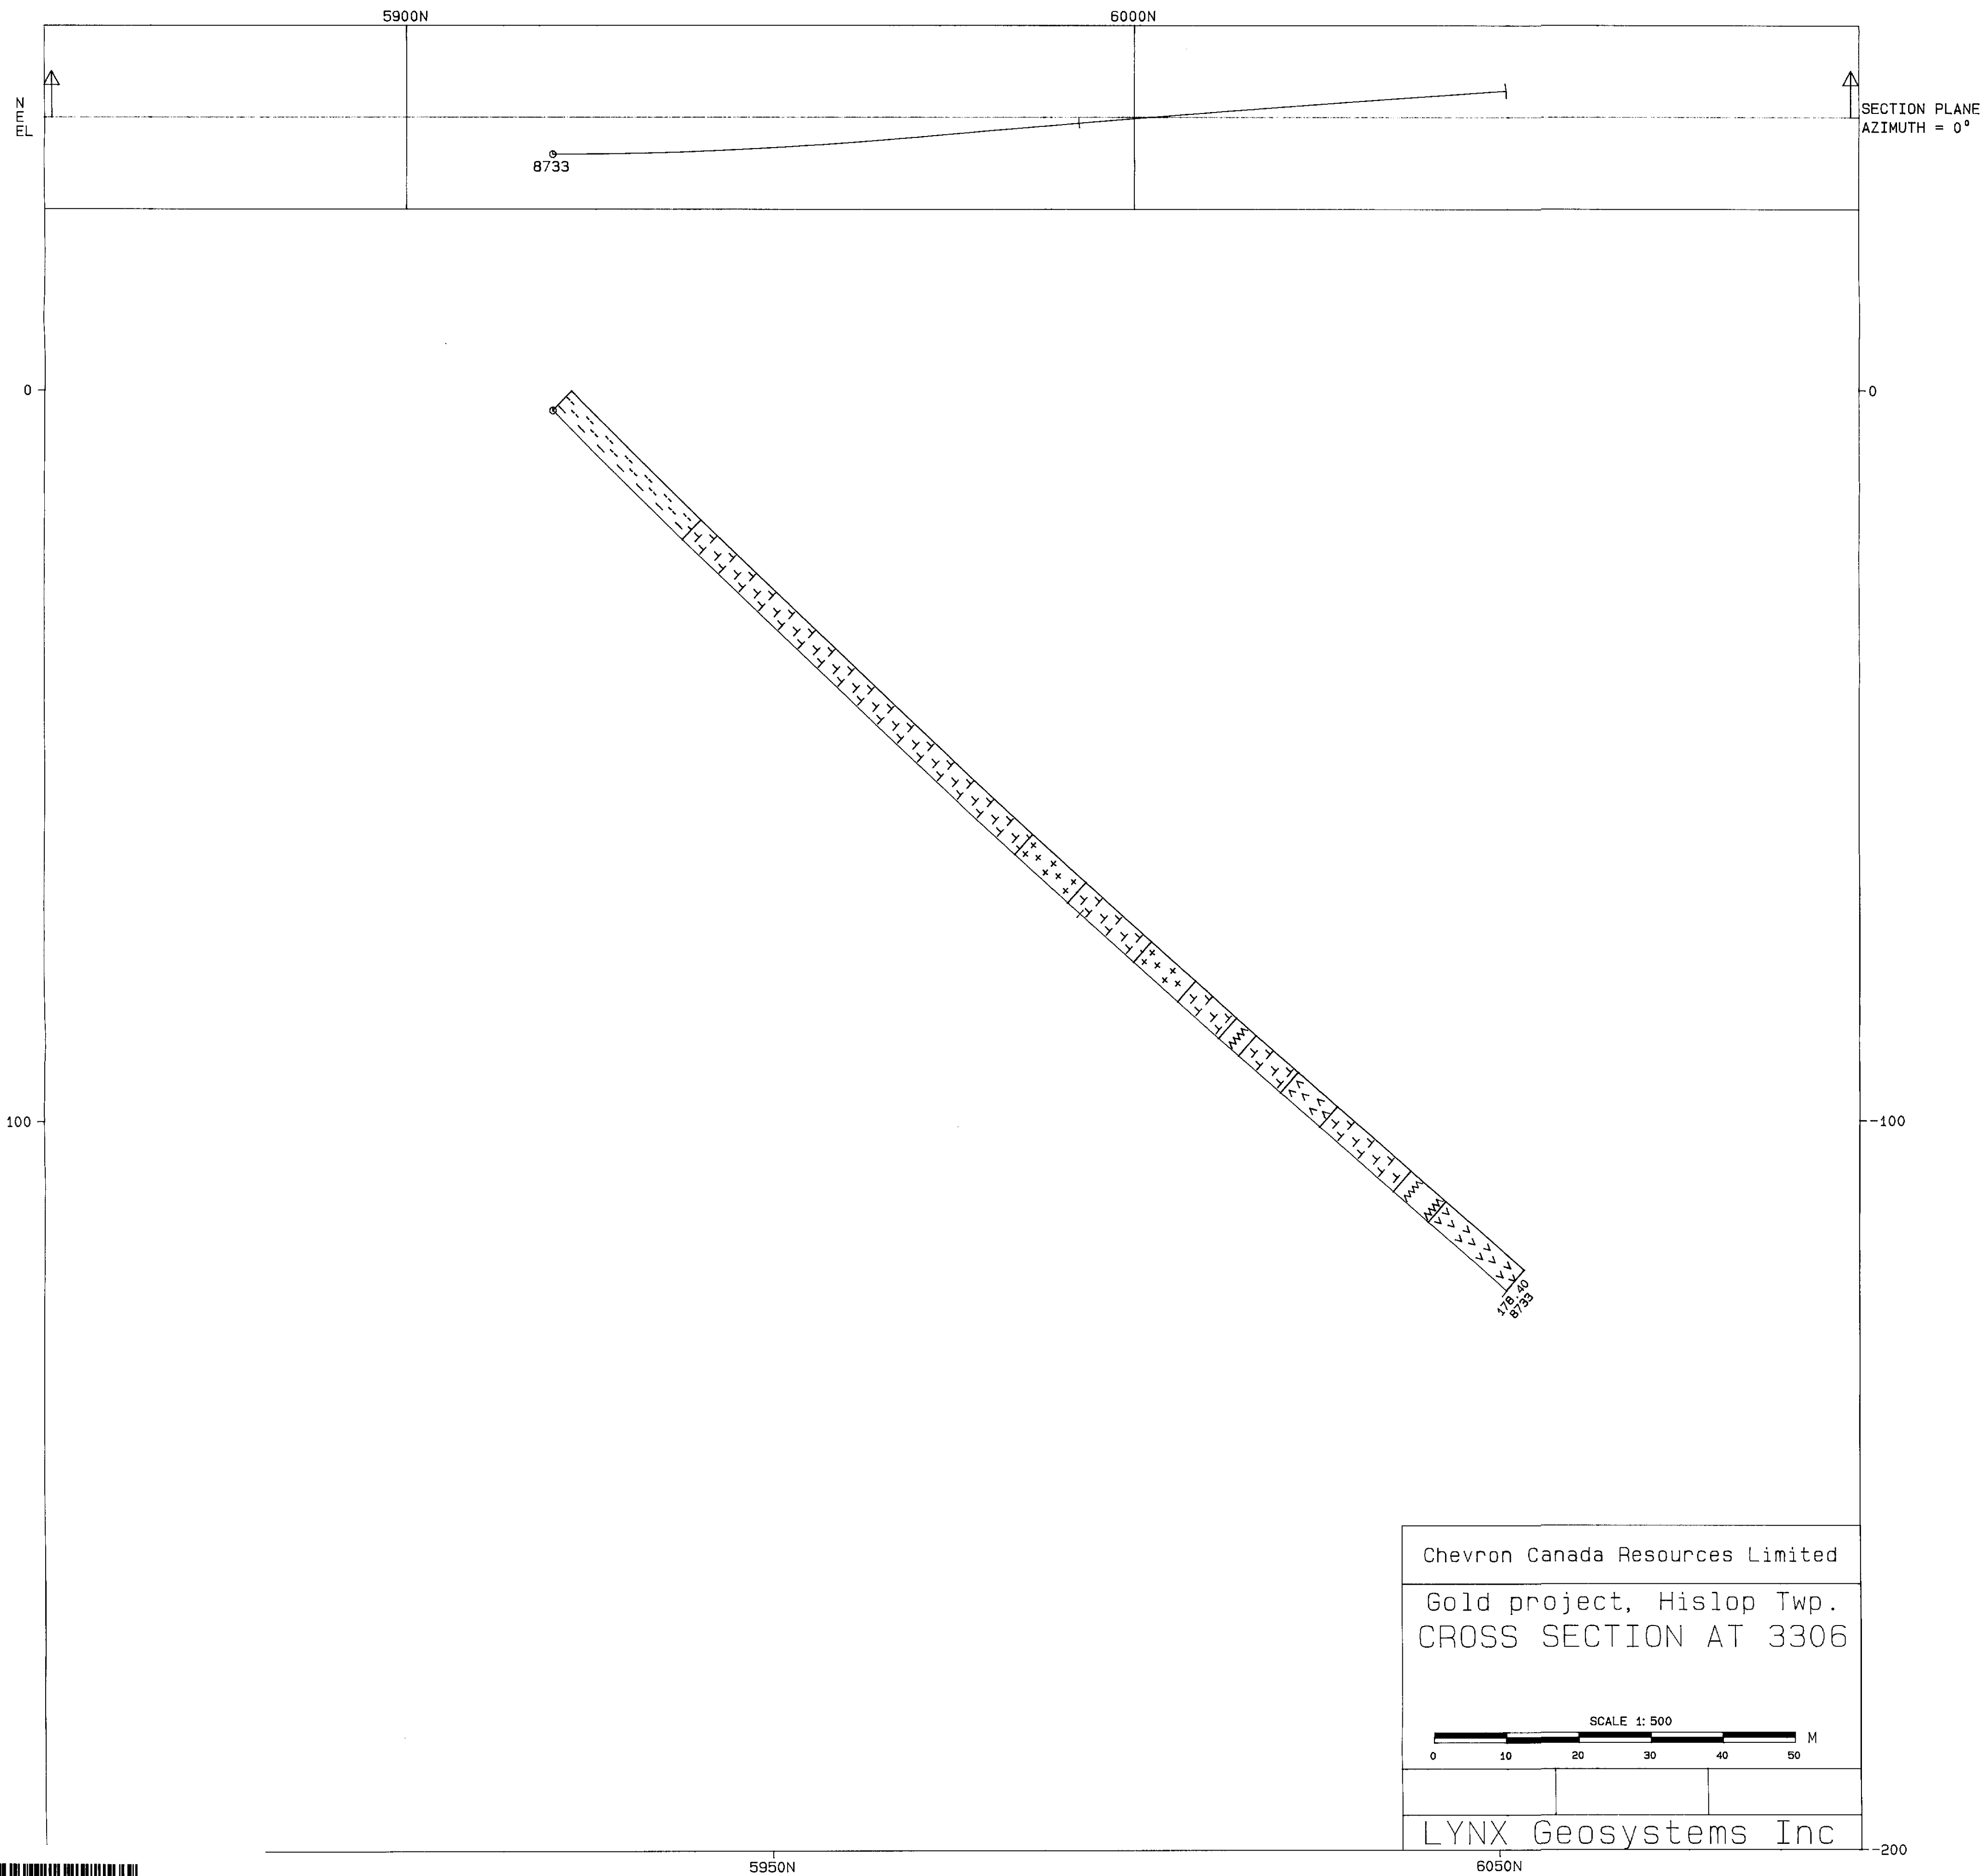 5900N
6000N
N
E
EL
SECTION PLANE
AZIMUTH = 0°
8733
0
0
100
-100
178.40
8733
Chevron Canada Resources Limited
Gold project, Hislop Twp.
CROSS SECTION AT 3306
SCALE 1:500
M
0 10 20 30 40 50
LYNX Geosystems Inc
-200
5950N
6050N